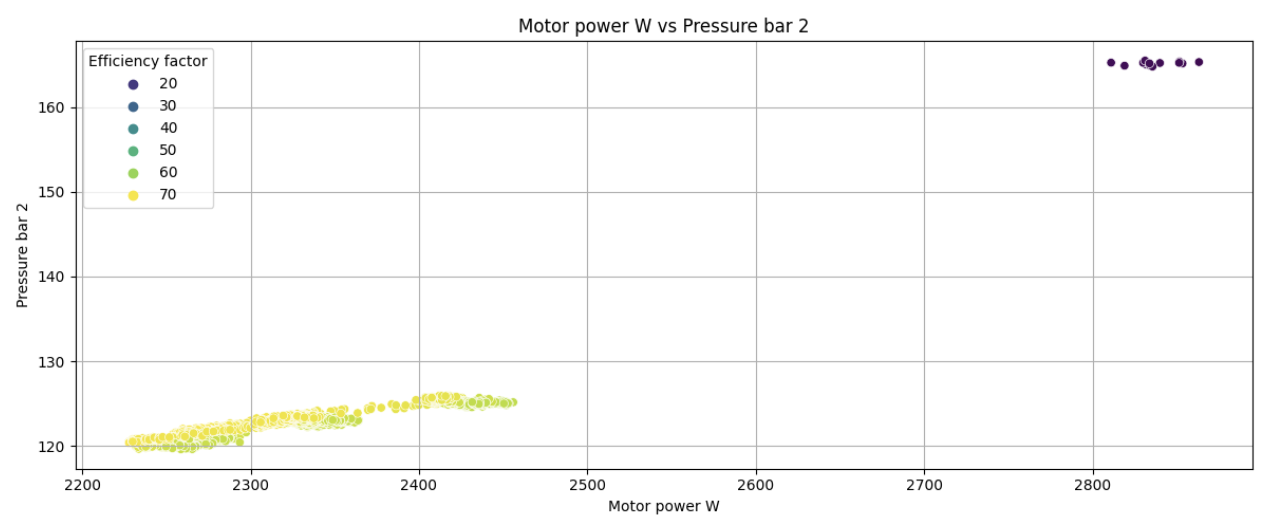 Motor power W vs Pressure bar 2
Efficiency factor
20
30
40
50
60
70
160
150
140
130
120
Pressure bar 2
2200 2300 2400 2500 2600 2700 2800
Motor power W